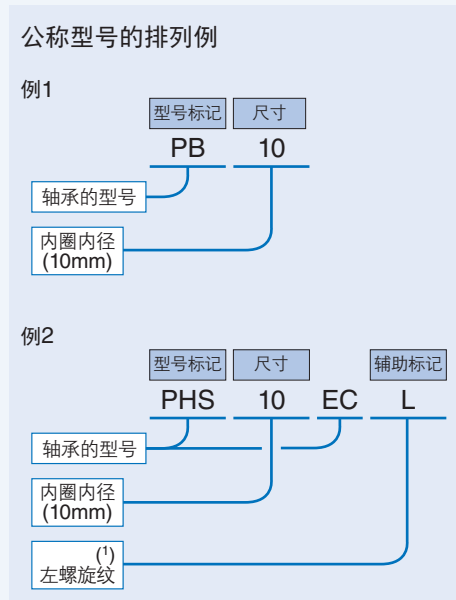 公称型号的排列例
例1
型号标记 尺寸
PB 10
轴承的型号
内圈内径
(10mm)
例2
型号标记 尺寸 辅助标记
PHS 10 EC L
轴承的型号
内圈内径
(10mm)
(1)
左螺旋纹